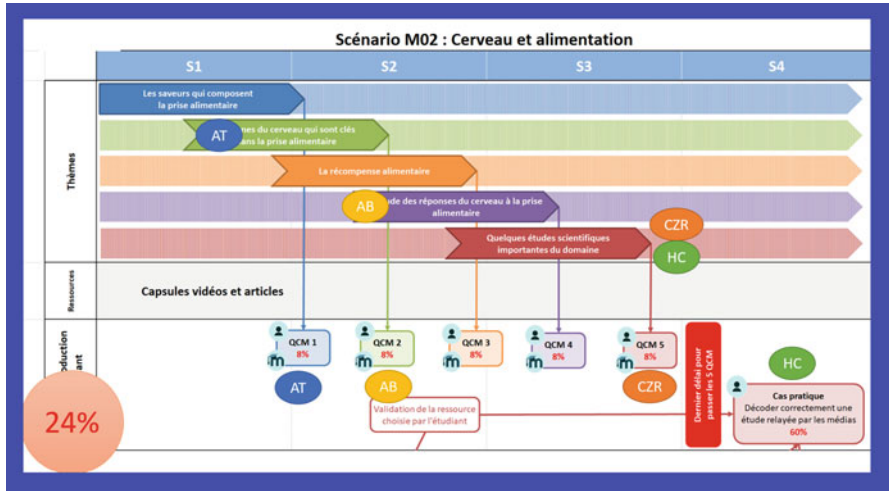 Scénario M02 : Cerveau et alimentation
S1
S2
S3
S4
Thèmes
Les saveurs qui composent
la prise alimentaire
AT
nes du cerveau qui sont clés
ans la prise alimentaire
La récompense alimentaire
AB
ude des réponses du cerveau à la prise
alimentaire
Quelques études scientifiques
importantes du domaine
CZR
HC
Ressources
Capsules vidéos et articles
oduction
iant
QCM 1
8%
QCM 2
8%
QCM 3
8%
QCM 4
8%
QCM 5
8%
AT
AB
CZR
HC
Dernier délai pour
passer les 5 QCM
24%
Validation de la ressource
choisie par l'étudiant
Cas pratique
Décoder correctement une
étude relayée par les médias
60%